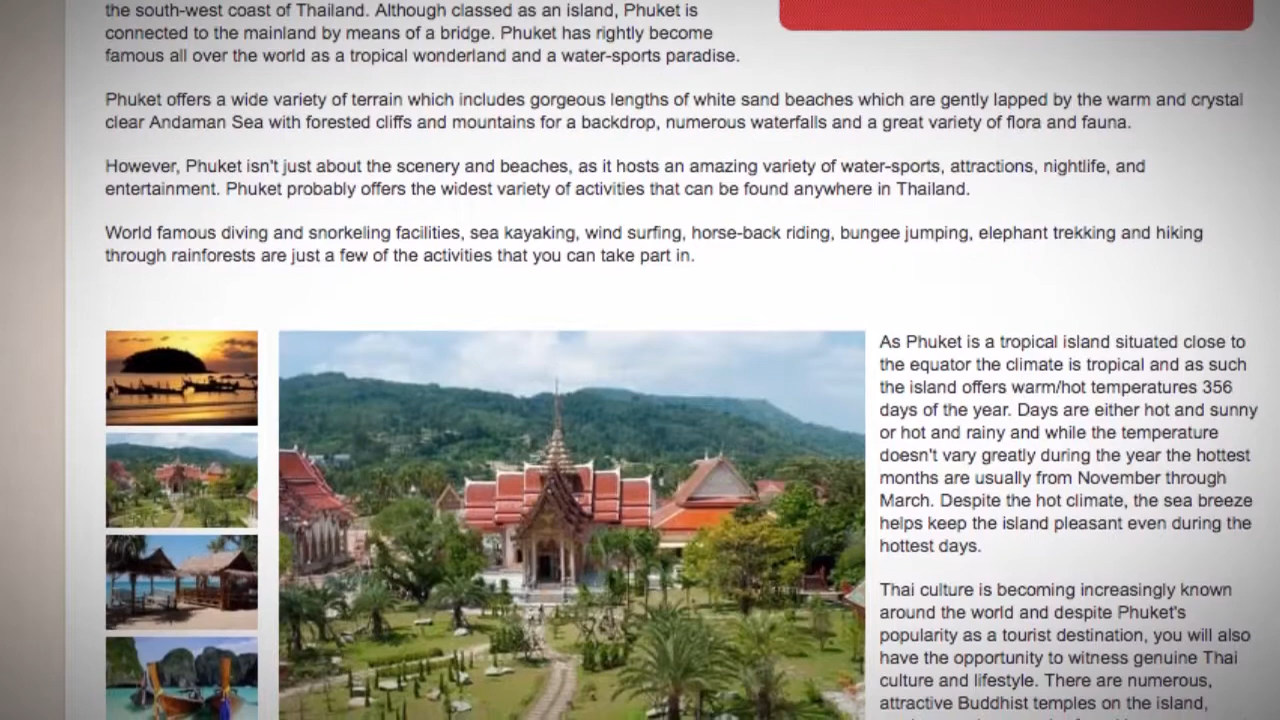 the south-west coast of Thailand. Although classed as an island, Phuket is
connected to the mainland by means of a bridge. Phuket has rightly become
famous all over the world as a tropical wonderland and a water-sports paradise.
Phuket offers a wide variety of terrain which includes gorgeous lengths of white sand beaches which are gently lapped by the warm and crystal
clear Andaman Sea with forested cliffs and mountains for a backdrop, numerous waterfalls and a great variety of flora and fauna.
However, Phuket isn't just about the scenery and beaches, as it hosts an amazing variety of water-sports, attractions, nightlife, and
entertainment. Phuket probably offers the widest variety of activities that can be found anywhere in Thailand.
World famous diving and snorkeling facilities, sea kayaking, wind surfing, horse-back riding, bungee jumping, elephant trekking and hiking
through rainforests are just a few of the activities that you can take part in.
As Phuket is a tropical island situated close to
the equator the climate is tropical and as such
the island offers warm/hot temperatures 356
days of the year. Days are either hot and sunny
or hot and rainy and while the temperature
doesn't vary greatly during the year the hottest
months are usually from November through
March. Despite the hot climate, the sea breeze
helps keep the island pleasant even during the
hottest days.
Thai culture is becoming increasingly known
around the world and despite Phuket's
popularity as a tourist destination, you will also
have the opportunity to witness genuine Thai
culture and lifestyle. There are numerous,
attractive Buddhist temples on the island,